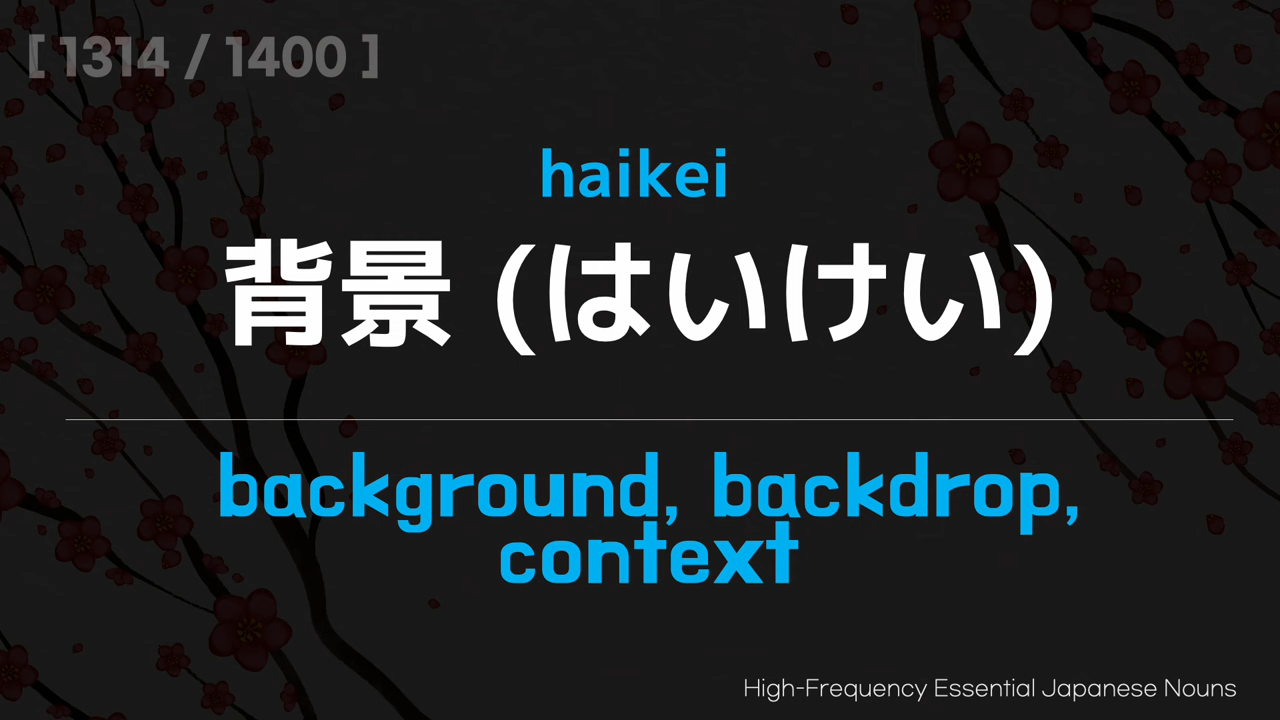 [ 1314 / 1400 ]
haikei
背景 (はいけい)
background, backdrop,
context
High-Frequency Essential Japanese Nouns